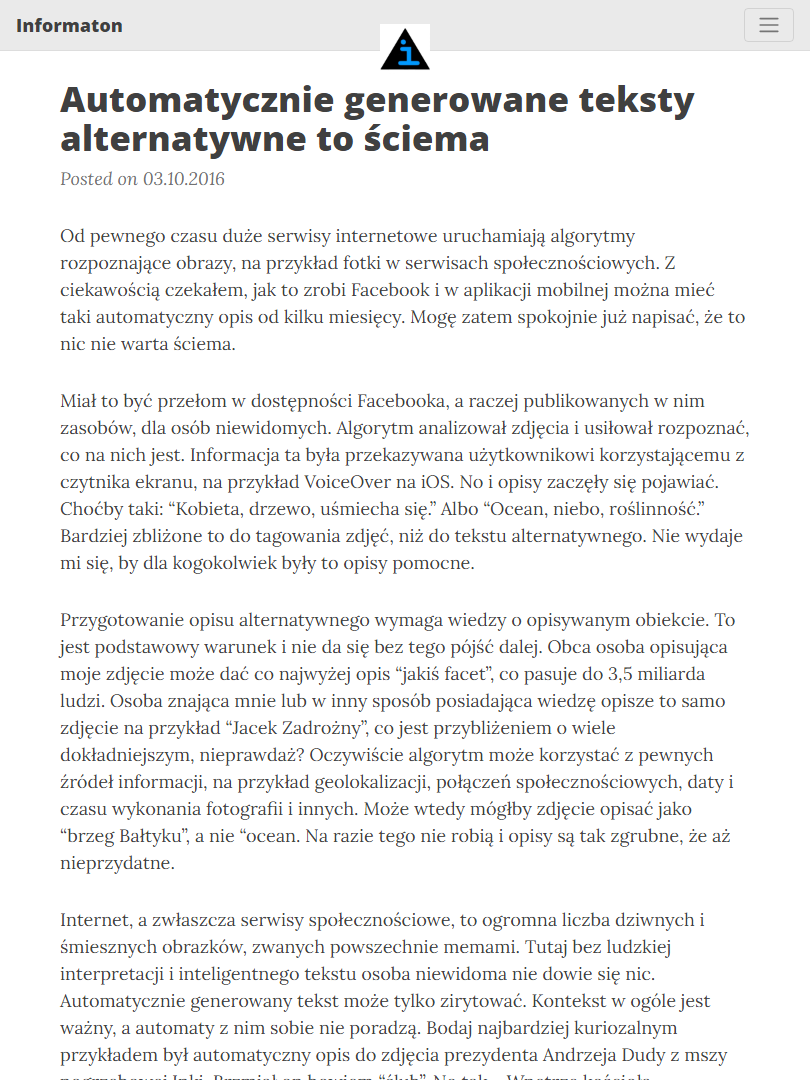 Informaton
i
Automatycznie generowane teksty
alternatywne to ściema
Posted on 03.10.2016
Od pewnego czasu duże serwisy internetowe uruchamiają algorytmy
rozpoznające obrazy, na przykład fotki w serwisach społecznościowych. Z
ciekawością czekałem, jak to zrobi Facebook i w aplikacji mobilnej można mieć
taki automatyczny opis od kilku miesięcy. Mogę zatem spokojnie już napisać, że to
nic nie warta ściema.
Miał to być przełom w dostępności Facebooka, a raczej publikowanych w nim
zasobów, dla osób niewidomych. Algorytm analizował zdjęcia i usiłował rozpoznać,
co na nich jest. Informacja ta była przekazywana użytkownikowi korzystającemu z
czytnika ekranu, na przykład VoiceOver na iOS. No i opisy zaczęły się pojawiać.
Choćby taki: “Kobieta, drzewo, uśmiecha się.” Albo “Ocean, niebo, roślinność.”
Bardziej zbliżone to do tagowania zdjęć, niż do tekstu alternatywnego. Nie wydaje
mi się, by dla kogokolwiek były to opisy pomocne.
Przygotowanie opisu alternatywnego wymaga wiedzy o opisywanym obiekcie. To
jest podstawowy warunek i nie da się bez tego pójść dalej. Obca osoba opisująca
moje zdjęcie może dać co najwyżej opis “jakiś facet”, co pasuje do 3,5 miliarda
ludzi. Osoba znająca mnie lub w inny sposób posiadająca wiedzę opisze to samo
zdjęcie na przykład “Jacek Zadrożny”, co jest przybliżeniem o wiele
dokładniejszym, nieprawdaż? Oczywiście algorytm może korzystać z pewnych
źródeł informacji, na przykład geolokalizacji, połączeń społecznościowych, daty i
czasu wykonania fotografii i innych. Może wtedy mógłby zdjęcie opisać jako
“brzeg Bałtyku”, a nie “ocean. Na razie tego nie robią i opisy są tak zgrubne, że aż
nieprzydatne.
Internet, a zwłaszcza serwisy społecznościowe, to ogromna liczba dziwnych i
śmiesznych obrazków, zwanych powszechnie memami. Tutaj bez ludzkiej
interpretacji i inteligentnego tekstu osoba niewidoma nie dowie się nic.
Automatycznie generowany tekst może tylko zirytować. Kontekst w ogóle jest
ważny, a automaty z nim sobie nie poradzą. Bodaj najbardziej kuriozalnym
przykładem był automatyczny opis do zdjęcia prezydenta Andrzeja Dudy z mszy